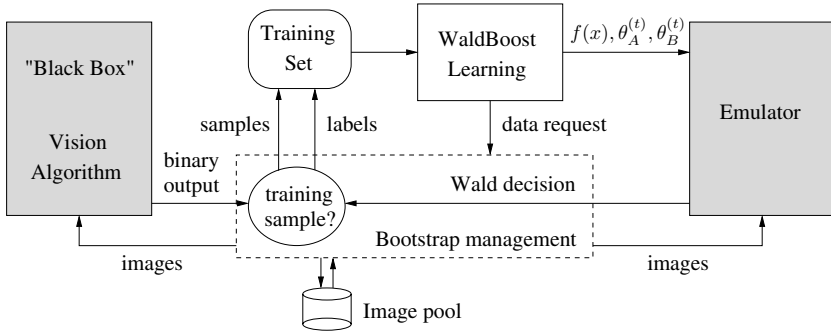 "Black Box"
Vision
Algorithm
Training
Set
WaldBoost
Learning
f(x), θ_A^(t), θ_B^(t)
Emulator
samples
labels
data request
binary
output
training
sample?
Wald decision
Bootstrap management
images
images
Image pool